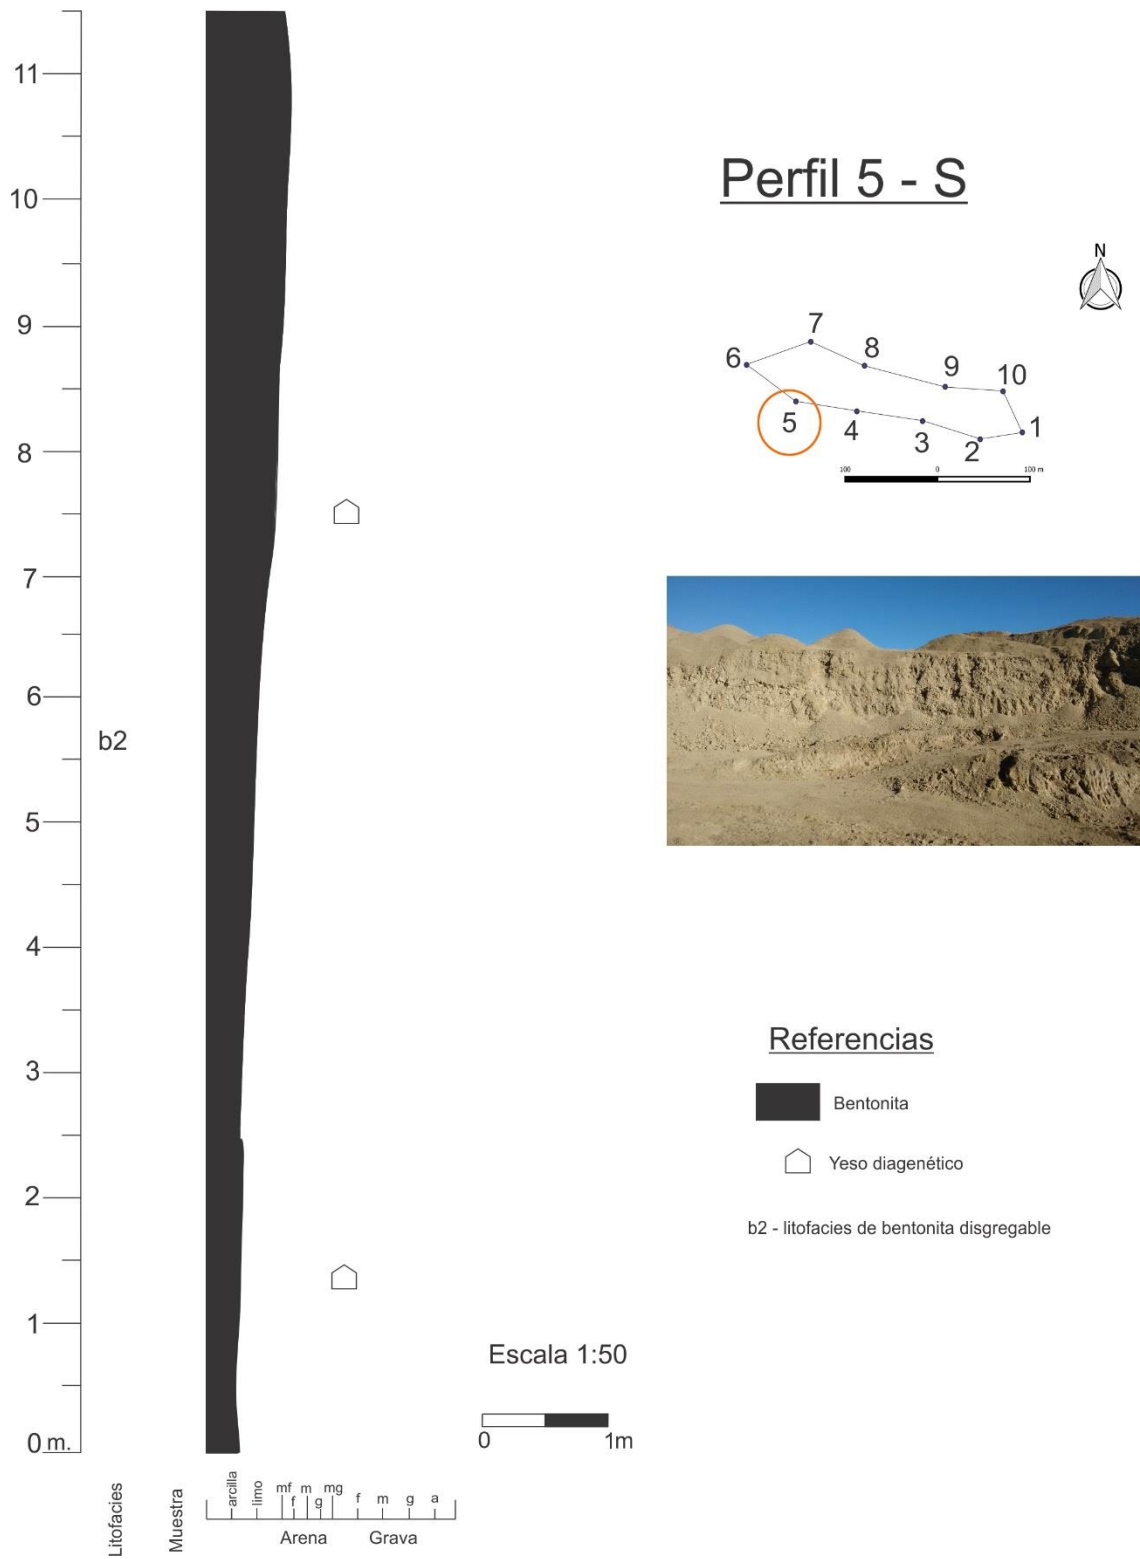 Perfil 5 - S
N
7
6
8
9
10
5
4
3
2
1
100
0
100 m
11
10
9
8
7
6
b2
5
4
3
2
1
0 m.
Referencias
Bentonita
Yeso diagenético
b2 - litofacies de bentonita disgregable
Escala 1:50
0 1m
Litofacies
Muestra
arcilla
limo
mf
f
m
g
mg
f
m
g
a
Arena
Grava